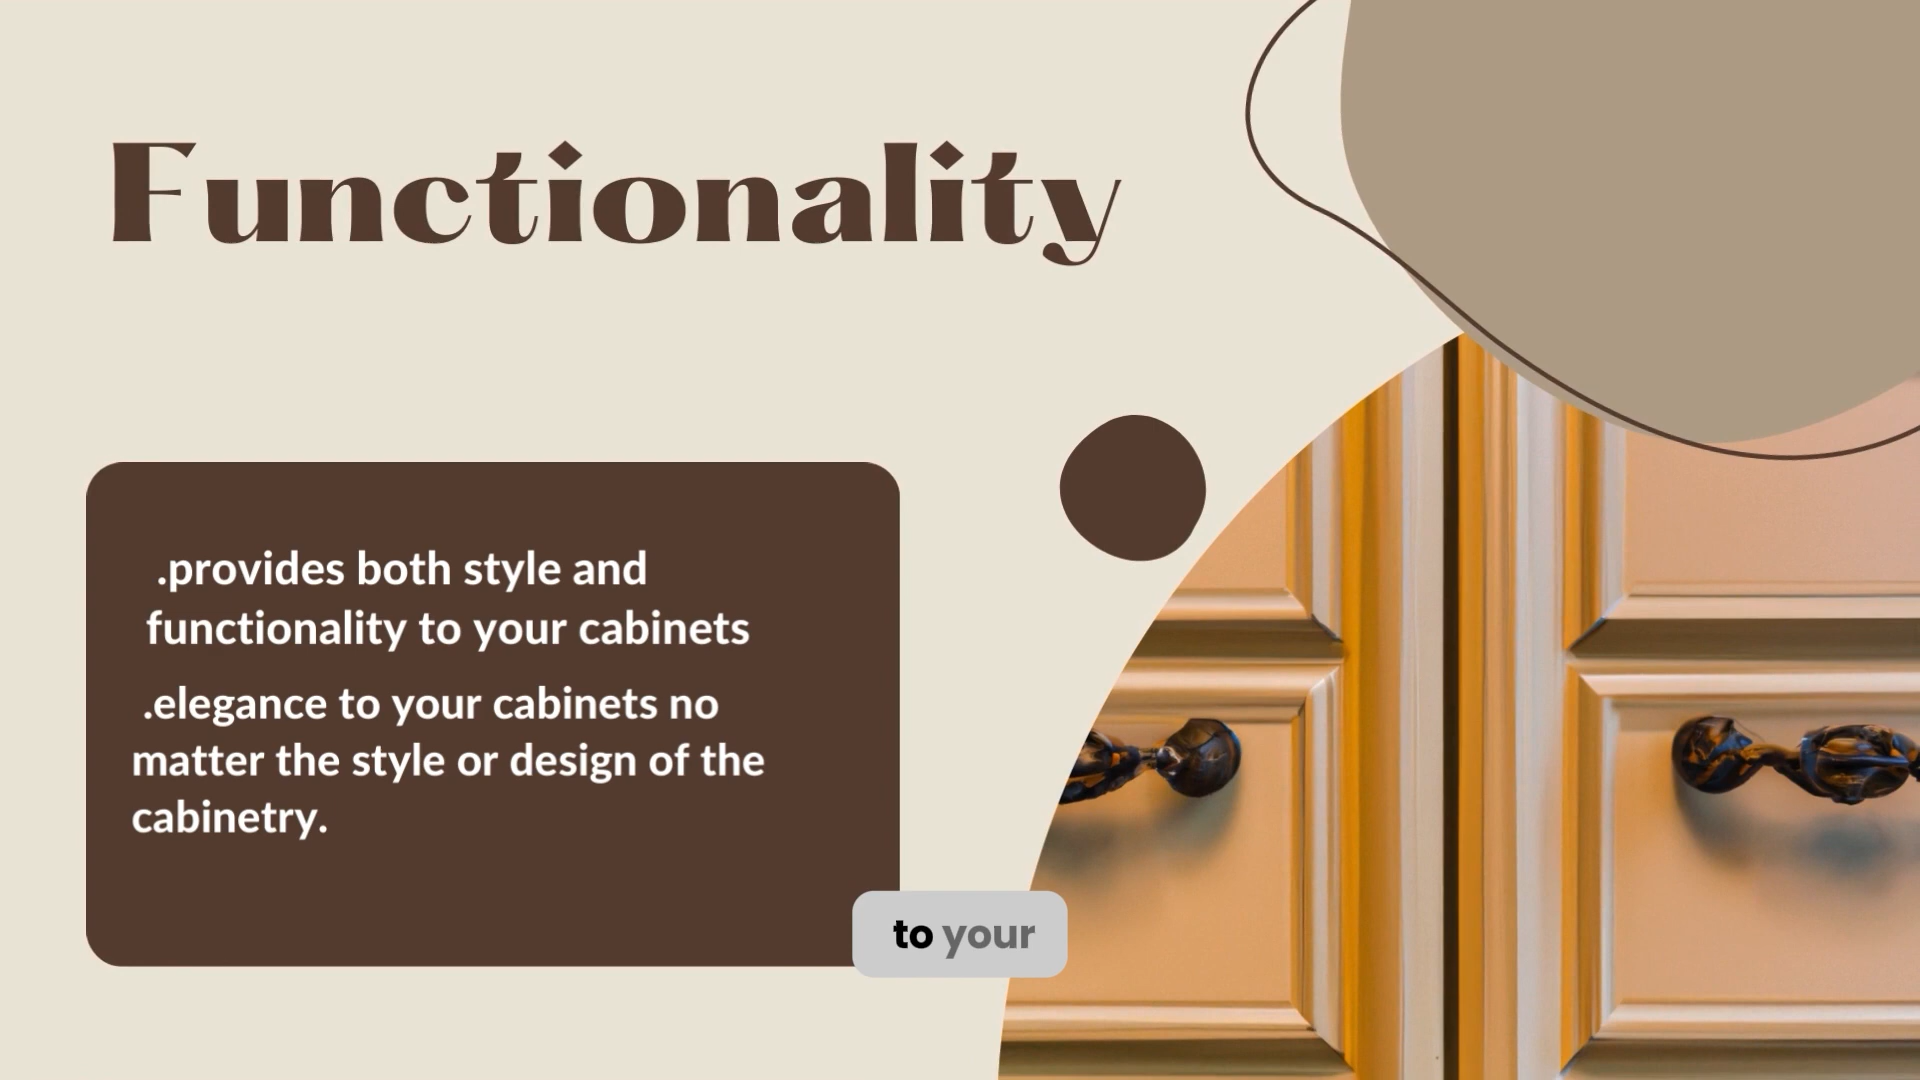 Functionality
.provides both style and
functionality to your cabinets
.elegance to your cabinets no
matter the style or design of the
cabinetry.
to your